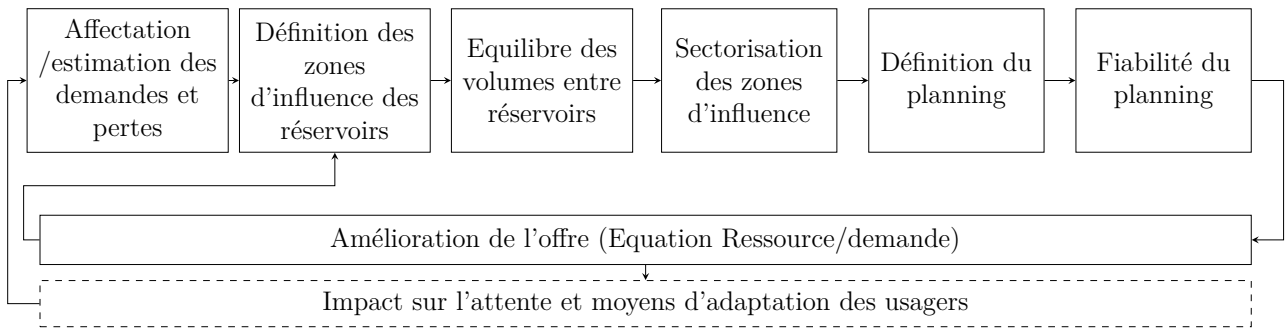 Affectation
/estimation des
demandes et
pertes
Définition des
zones
d'influence des
réservoirs
Equilibre des
volumes entre
réservoirs
Sectorisation
des zones
d'influence
Définition du
planning
Fiabilité du
planning
Amélioration de l'offre (Equation Ressource/demande)
Impact sur l'attente et moyens d'adaptation des usagers